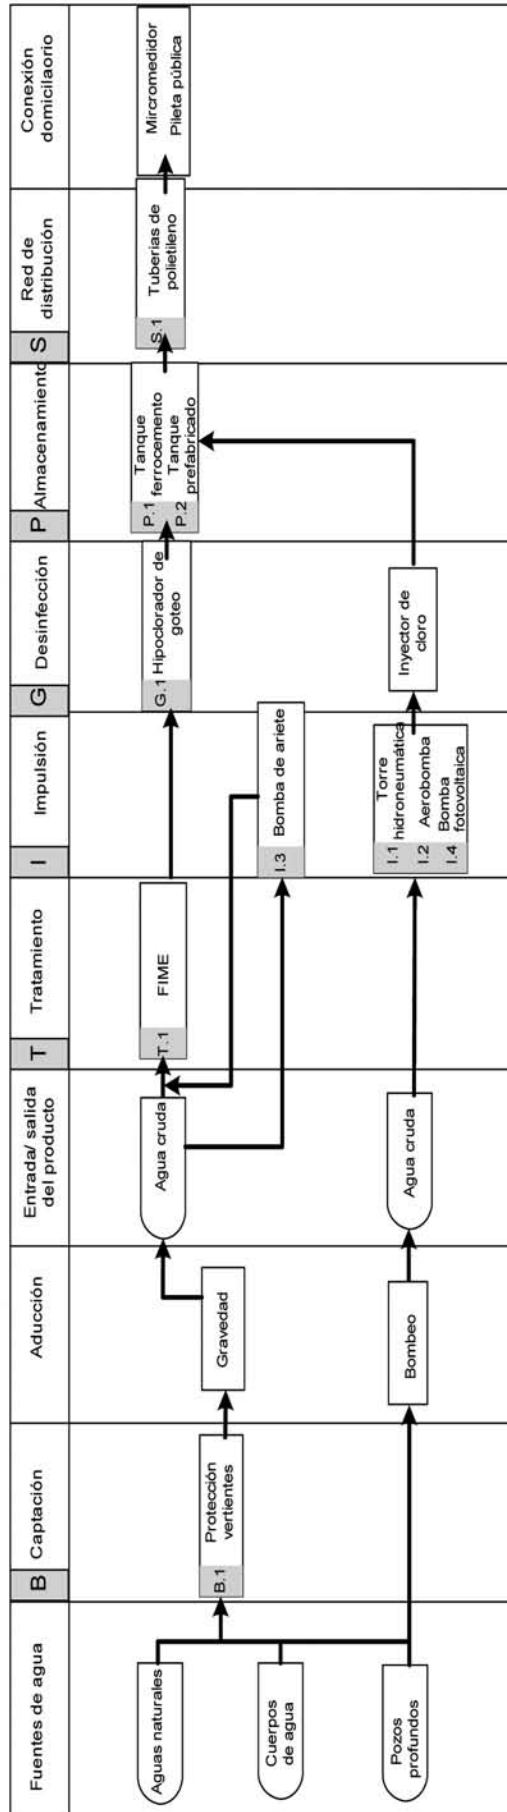 Fuentes de agua
B
Captación
Aducción
Entrada/ salida
del producto
T
Tratamiento
I
Impulsión
G
Desinfección
P
Almacenamiento
S
Red de
distribución
Conexión
domicilaorio
Aguas naturales
Cuerpos
de agua
Pozos
profundos
B.1
Protección
vertientes
Gravedad
Bombeo
Agua cruda
Agua cruda
T.1
FIME
I.3
Bomba de ariete
I.1
Torre
hidroneumática
I.2
Aerobomba
I.4
Bomba
fotovoltaica
G.1
Hipoclorador de
goteo
Inyector de
cloro
P.1
Tanque
ferrocemento
P.2
Tanque
prefabricado
S.1
Tuberias de
polietileno
Mircromedidor
Pileta pública